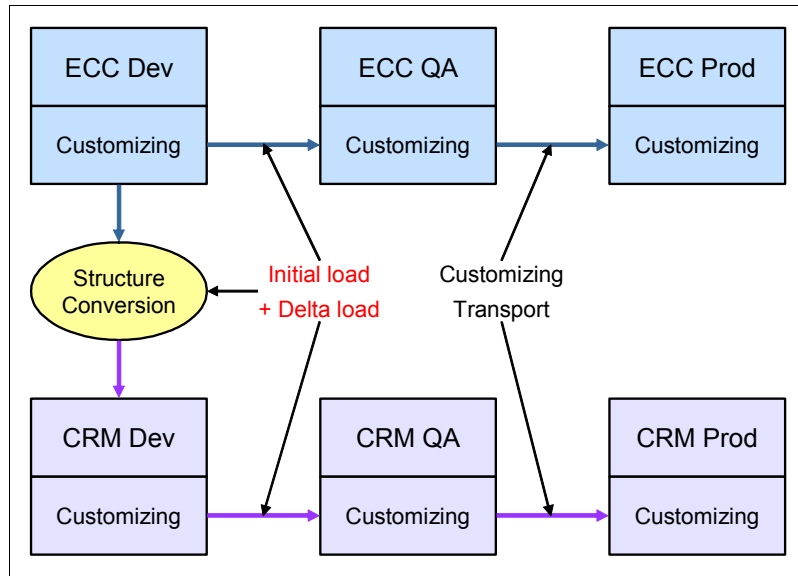 ECC Dev
ECC QA
ECC Prod
Customizing
Customizing
Customizing
Structure
Conversion
Initial load
+ Delta load
Customizing
Transport
CRM Dev
CRM QA
CRM Prod
Customizing
Customizing
Customizing